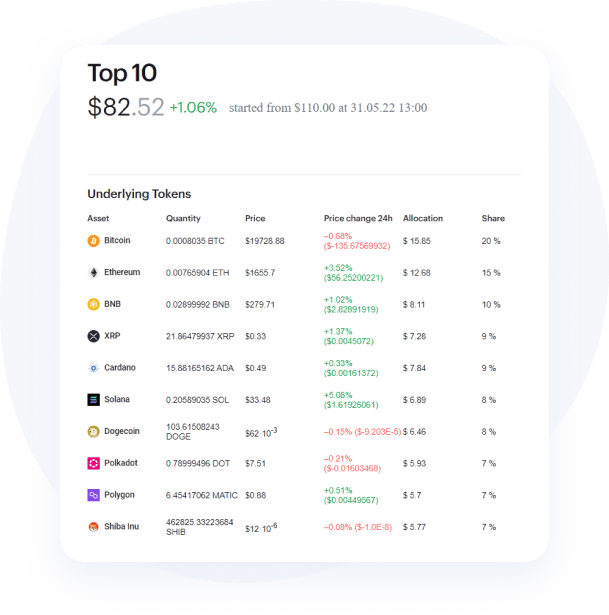 Top 10
$82.52 +1.06% started from $110.00 at 31.05.22 13:00
Underlying Tokens
Asset Quantity Price Price change 24h Allocation Share
Bitcoin 0.0008035 BTC $19728.88 –0.68% ($-135.67569932) $ 15.85 20 %
Ethereum 0.00765904 ETH $1655.7 +3.52% ($56.25200221) $ 12.68 15 %
BNB 0.02899992 BNB $279.71 +1.02% ($2.82891919) $ 8.11 10 %
XRP 21.86479937 XRP $0.33 +1.37% ($0.0045072) $ 7.28 9 %
Cardano 15.88165162 ADA $0.49 +0.33% ($0.00161372) $ 7.84 9 %
Solana 0.20589035 SOL $33.48 +5.08% ($1.61926061) $ 6.89 8 %
Dogecoin 103.61508243 DOGE $62·10⁻³ –0.15% ($-9.203E-5) $ 6.46 8 %
Polkadot 0.78999496 DOT $7.51 –0.21% ($-0.01603468) $ 5.93 7 %
Polygon 6.45417062 MATIC $0.88 +0.51% ($0.00449567) $ 5.7 7 %
Shiba Inu 462825.33223684 SHIB $12·10⁻⁶ –0.08% ($-1.0E-8) $ 5.77 7 %